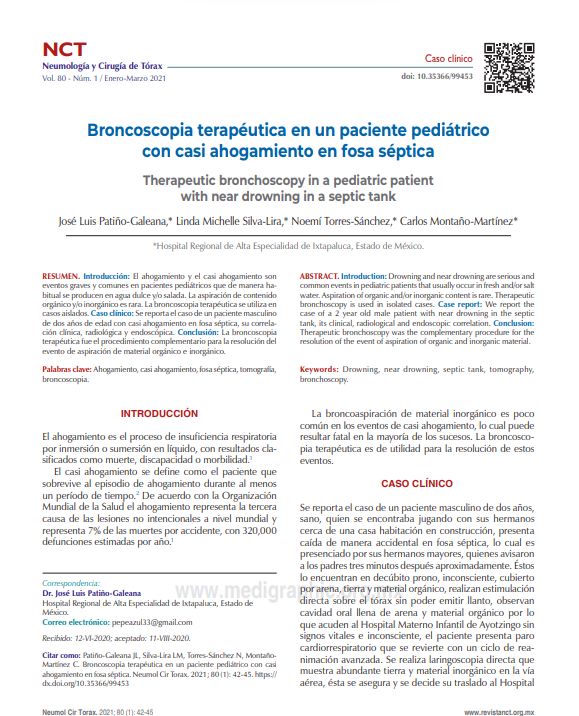 NCT
Neumología y Cirugía de Tórax
Vol. 80 - Núm. 1 / Enero-Marzo 2021
Caso clínico
doi: 10.35366/99453
Broncoscopia terapéutica en un paciente pediátrico
con casi ahogamiento en fosa séptica
Therapeutic bronchoscopy in a pediatric patient
with near drowning in a septic tank
José Luis Patiño-Galeana,* Linda Michelle Silva-Lira,* Noemí Torres-Sánchez,* Carlos Montaño-Martínez*
*Hospital Regional de Alta Especialidad de Ixtapaluca, Estado de México.
RESUMEN. Introducción: El ahogamiento y el casi ahogamiento son
eventos graves y comunes en pacientes pediátricos que de manera ha-
bitual se producen en agua dulce y/o salada. La aspiración de contenido
orgánico y/o inorgánico es rara. La broncoscopia terapéutica se utiliza en
casos aislados. Caso clínico: Se reporta el caso de un paciente masculino
de dos años de edad con casi ahogamiento en fosa séptica, su correla-
ción clínica, radiológica y endoscópica. Conclusión: La broncoscopia
terapéutica fue el procedimiento complementario para la resolución del
evento de aspiración de material orgánico e inorgánico.
Palabras clave: Ahogamiento, casi ahogamiento, fosa séptica, tomografía,
broncoscopia.
ABSTRACT. Introduction: Drowning and near drowning are serious and
common events in pediatric patients that usually occur in fresh and/or salt
water. Aspiration of organic and/or inorganic content is rare. Therapeutic
bronchoscopy is used in isolated cases. Case report: We report the
case of a 2 year old male patient with near drowning in the septic
tank, its clinical, radiological and endoscopic correlation. Conclusion:
Therapeutic bronchoscopy was the complementary procedure for the
resolution of the event of aspiration of organic and inorganic material.
Keywords: Drowning, near drowning, septic tank, tomography,
bronchoscopy.
INTRODUCCIÓN
El ahogamiento es el proceso de insuficiencia respiratoria
por inmersión o sumersión en líquido, con resultados cla-
sificados como muerte, discapacidad o morbilidad.1
El casi ahogamiento se define como el paciente que
sobrevive al episodio de ahogamiento durante al menos
un período de tiempo.2 De acuerdo con la Organización
Mundial de la Salud el ahogamiento representa la tercera
causa de las lesiones no intencionales a nivel mundial y
representa 7% de las muertes por accidente, con 320,000
defunciones estimadas por año.1
Correspondencia:
Dr. José Luis Patiño-Galeana
Hospital Regional de Alta Especialidad de Ixtapaluca, Estado de
México.
Correo electrónico: pepeazul33@gmail.com
Recibido: 12-VI-2020; aceptado: 11-VIII-2020.
Citar como: Patiño-Galeana JL, Silva-Lira LM, Torres-Sánchez N, Montaño-
Martínez C. Broncoscopia terapéutica en un paciente pediátrico con casi
ahogamiento en fosa séptica. Neumol Cir Torax. 2021; 80 (1): 42-45. https://
dx.doi.org/10.35366/99453
La broncoaspiración de material inorgánico es poco
común en los eventos de casi ahogamiento, lo cual puede
resultar fatal en la mayoría de los sucesos. La broncosco-
pia terapéutica es de utilidad para la resolución de estos
eventos.
CASO CLÍNICO
Se reporta el caso de un paciente masculino de dos años,
sano, quien se encontraba jugando con sus hermanos
cerca de una casa habitación en construcción, presenta
caída de manera accidental en fosa séptica, lo cual es
presenciado por sus hermanos mayores, quienes avisaron
a los padres tres minutos después aproximadamente. Éstos
lo encuentran en decúbito prono, inconsciente, cubierto
por arena, tierra y material orgánico, realizan estimulación
directa sobre el tórax sin poder emitir llanto, observan
cavidad oral llena de arena y material orgánico por lo
que acuden al Hospital Materno Infantil de Ayotzingo sin
signos vitales e inconsciente, el paciente presenta paro
cardiorrespiratorio que se revierte con un ciclo de rea-
nimación avanzada. Se realiza laringoscopia directa que
muestra abundante tierra y material inorgánico en la vía
aérea, ésta se asegura y se decide su traslado al Hospital
Neumol Cir Torax. 2021; 80 (1): 42-45
www.revistanct.org.mx